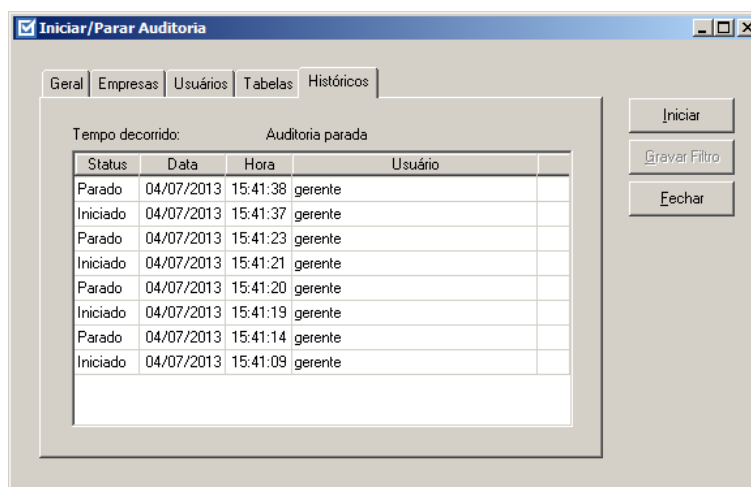 Iniciar/Parar Auditoria
Geral Empresas Usuários Tabelas Históricos
Iniciar
Tempo decorrido: Auditoria parada
Gravar Filtro
Status Data Hora Usuário
Parado 04/07/2013 15:41:38 gerente
Fechar
Iniciado 04/07/2013 15:41:37 gerente
Parado 04/07/2013 15:41:23 gerente
Iniciado 04/07/2013 15:41:21 gerente
Parado 04/07/2013 15:41:20 gerente
Iniciado 04/07/2013 15:41:19 gerente
Parado 04/07/2013 15:41:14 gerente
Iniciado 04/07/2013 15:41:09 gerente